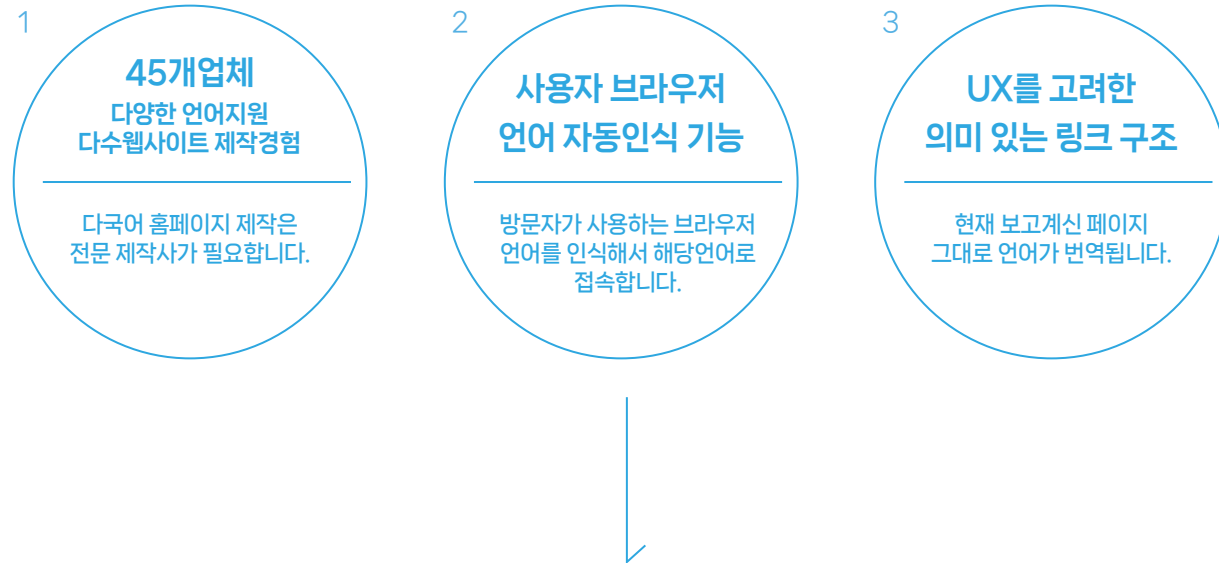 1
45개업체
다양한 언어지원
다수웹사이트 제작경험
다국어 홈페이지 제작은
전문 제작사가 필요합니다.
2
사용자 브라우저
언어 자동인식 기능
방문자가 사용하는 브라우저
언어를 인식해서 해당언어로
접속합니다.
3
UX를 고려한
의미 있는 링크 구조
현재 보고계신 페이지
그대로 언어가 번역됩니다.